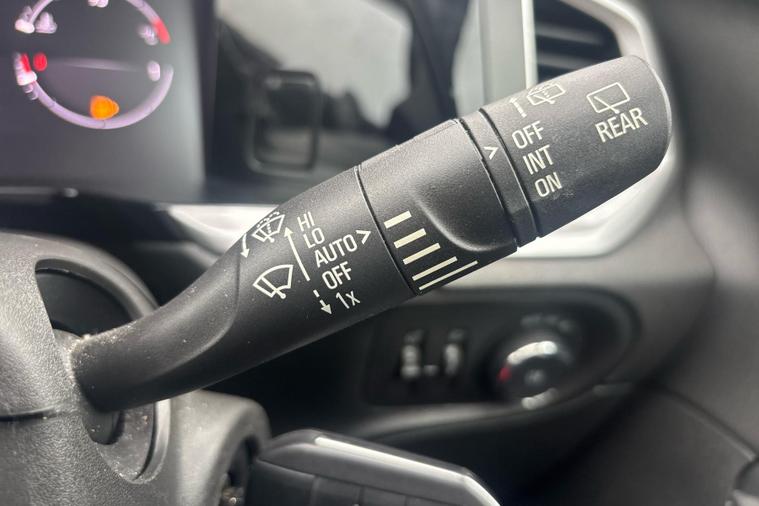 HI
LO
AUTO >
OFF
1x
> OFF
INT
ON
REAR